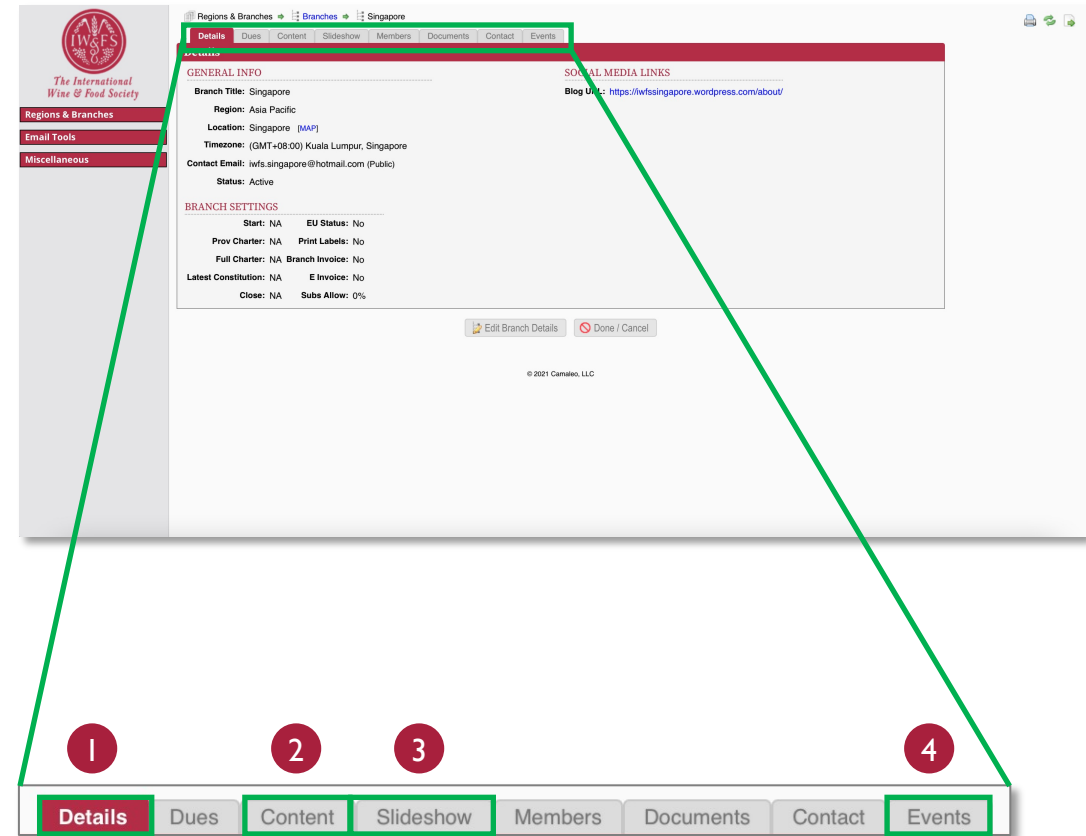 IW&FS
The International
Wine & Food Society
Regions & Branches
Email Tools
Miscellaneous
Regions & Branches Branches Singapore
Details Dues Content Slideshow Members Documents Contact Events
Details
GENERAL INFO
Branch Title: Singapore
Region: Asia Pacific
Location: Singapore [MAP]
Timezone: (GMT+08:00) Kuala Lumpur, Singapore
Contact Email: iwfs.singapore@hotmail.com (Public)
Status: Active
SOCIAL MEDIA LINKS
Blog URL: https://iwfssingapore.wordpress.com/about/
BRANCH SETTINGS
Start: NA EU Status: No
Prov Charter: NA Print Labels: No
Full Charter: NA Branch Invoice: No
Latest Constitution: NA E Invoice: No
Close: NA Subs Allow: 0%
Edit Branch Details Done / Cancel
© 2021 Camaleo, LLC
1 2 3 4
Details Dues Content Slideshow Members Documents Contact Events